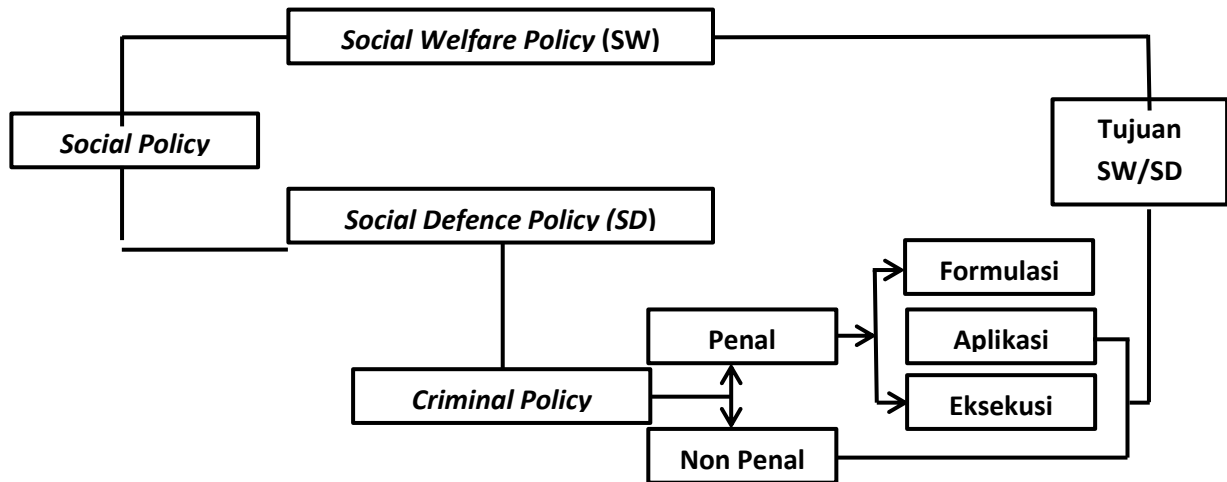 Social Welfare Policy (SW)
Social Policy
Tujuan
SW/SD
Social Defence Policy (SD)
Formulasi
Penal
Aplikasi
Criminal Policy
Eksekusi
Non Penal